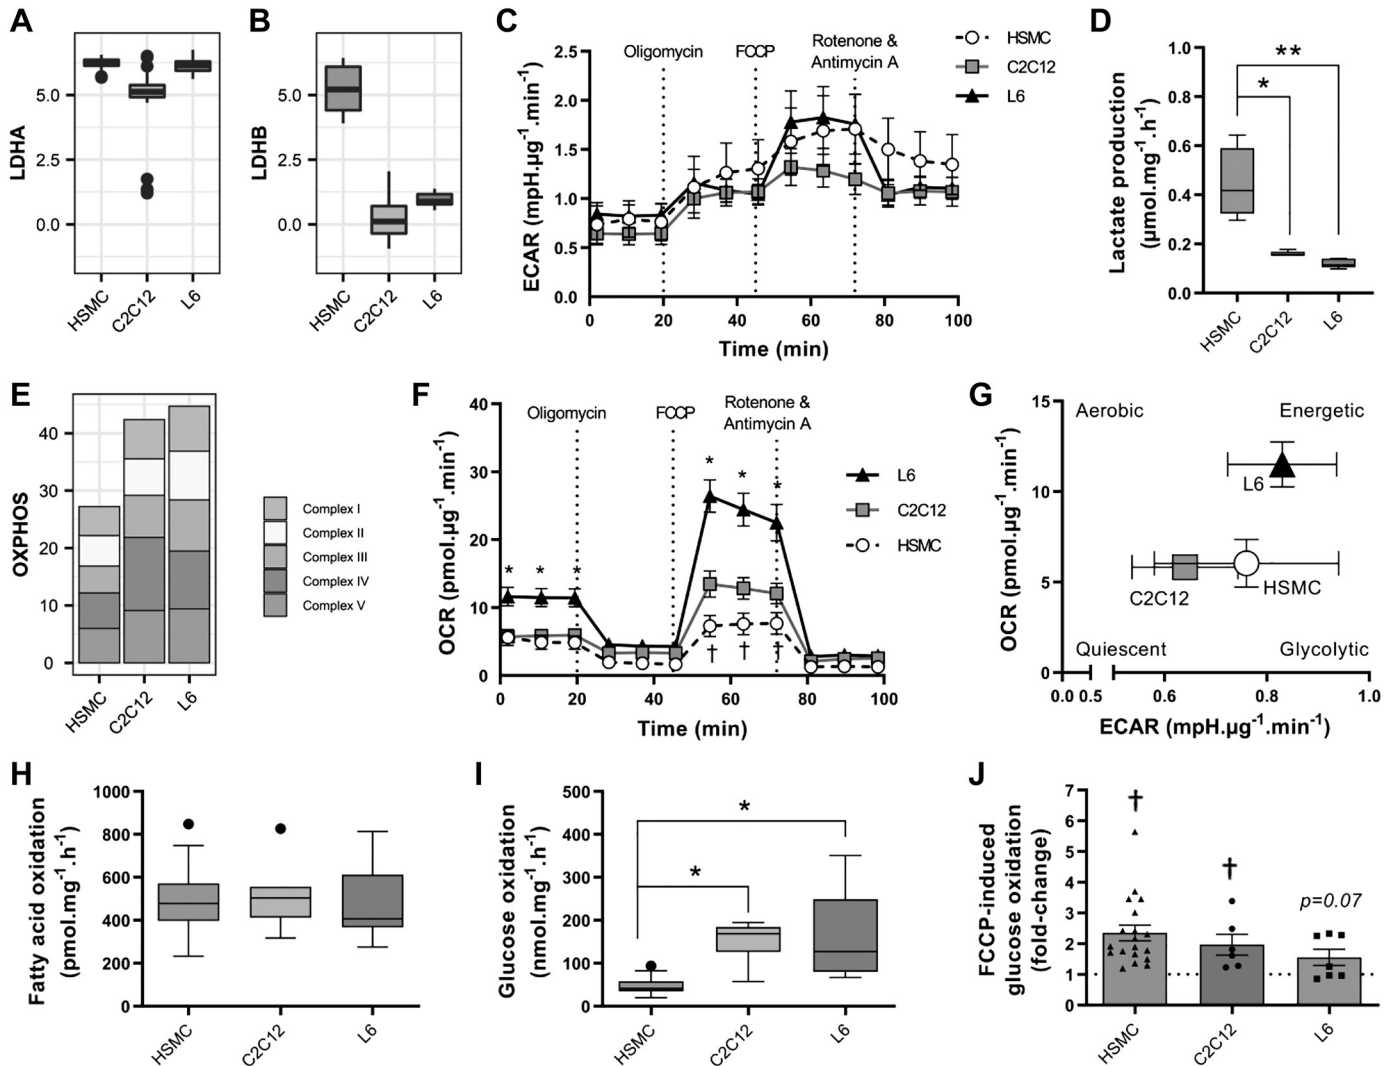 A
LDHA
5.0
2.5
0.0
HSMC
C2C12
L6
B
LDHB
5.0
2.5
0.0
HSMC
C2C12
L6
C
ECAR (mpH.µg⁻¹.min⁻¹)
2.5
2.0
1.5
1.0
0.5
0.0
Oligomycin
FCCP
Rotenone &
Antimycin A
0
20
40
60
80
100
Time (min)
HSMC
C2C12
L6
D
Lactate production
(µmol.mg⁻¹.h⁻¹)
1.0
0.8
0.6
0.4
0.2
0.0
**
*
HSMC
C2C12
L6
E
OXPHOS
40
30
20
10
0
HSMC
C2C12
L6
Complex I
Complex II
Complex III
Complex IV
Complex V
F
OCR (pmol.µg⁻¹.min⁻¹)
40
30
20
10
0
Oligomycin
FCCP
Rotenone &
Antimycin A
* * *
* * *
† † †
0
20
40
60
80
100
Time (min)
L6
C2C12
HSMC
G
OCR (pmol.µg⁻¹.min⁻¹)
15
10
5
0
Aerobic
Energetic
L6
C2C12
HSMC
Quiescent
Glycolytic
0.0
0.5
0.6
0.8
1.0
ECAR (mpH.µg⁻¹.min⁻¹)
H
Fatty acid oxidation
(pmol.mg⁻¹.h⁻¹)
1000
800
600
400
200
0
HSMC
C2C12
L6
I
Glucose oxidation
(nmol.mg⁻¹.h⁻¹)
500
400
300
200
100
0
*
*
HSMC
C2C12
L6
J
FCCP-induced
glucose oxidation
(fold-change)
7
6
5
4
3
2
1
0
†
†
p=0.07
HSMC
C2C12
L6